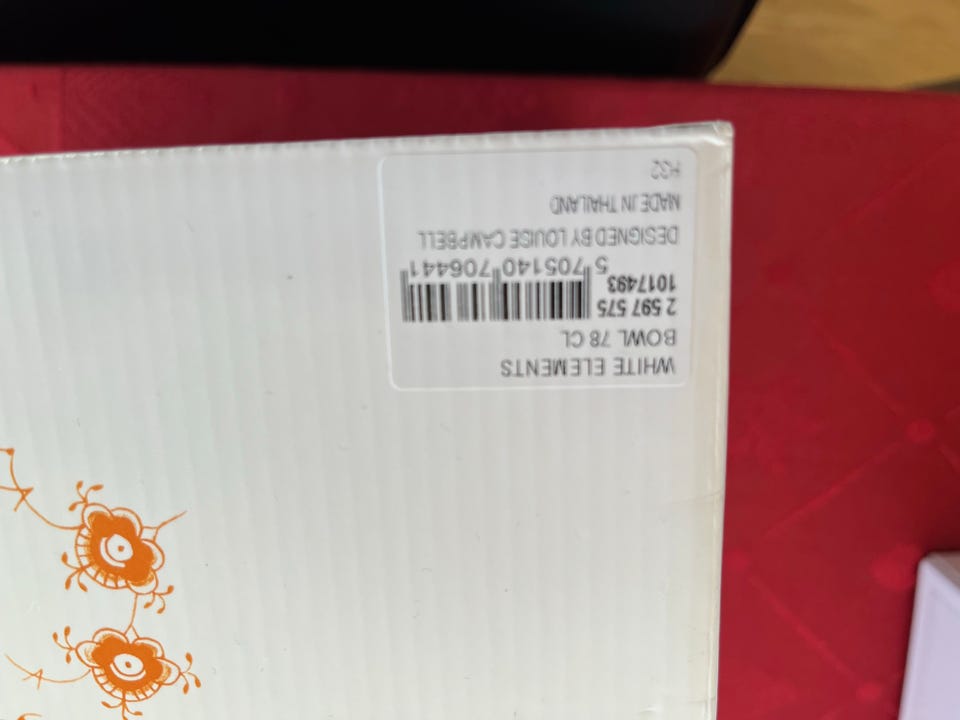 WHITE ELEMENTS
BOWL 78 CL
2 597 575
1017493
5 705140 706441
DESIGNED BY LOUISE CAMPBELL
MADE IN THAILAND
H32